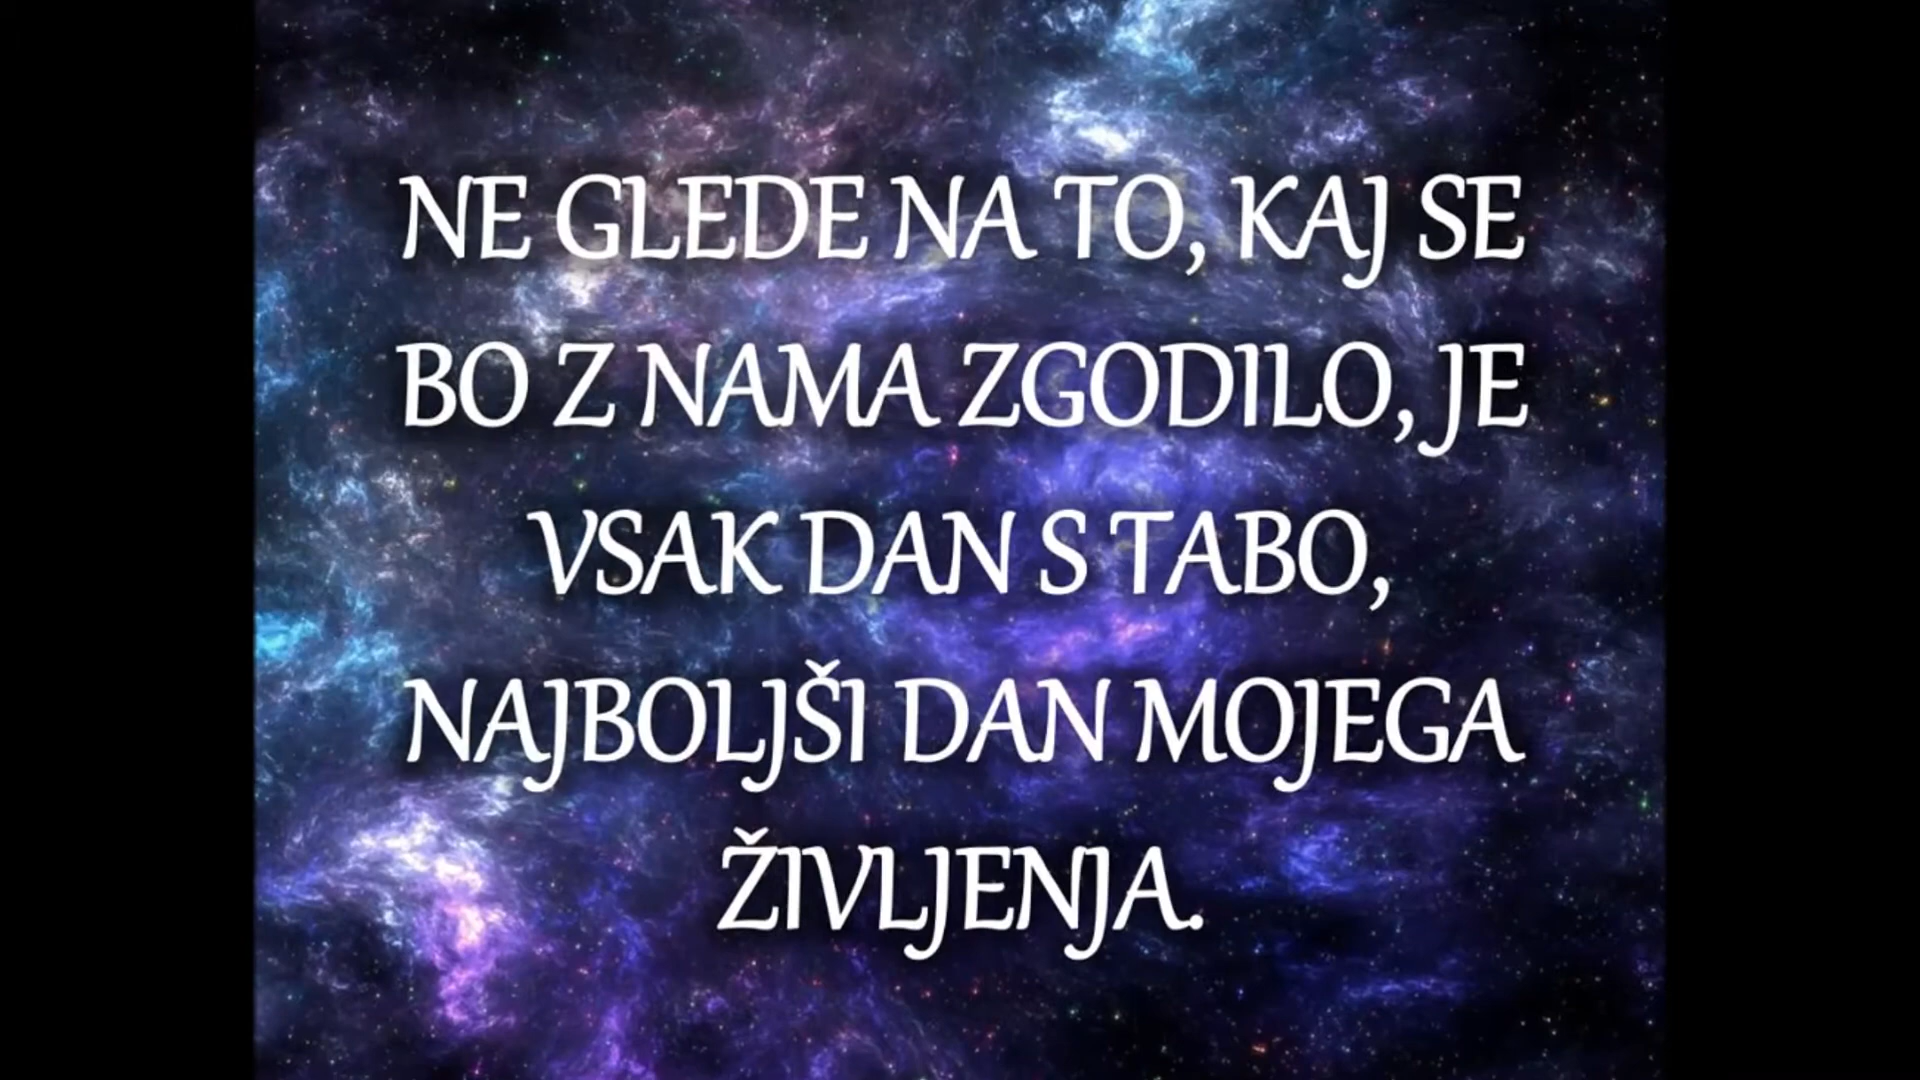 NE GLEDE NA TO, KAJ SE
BO Z NAMA ZGODILO, JE
VSAK DAN S TABO,
NAJBOLJŠI DAN MOJEGA
ŽIVLJENJA.